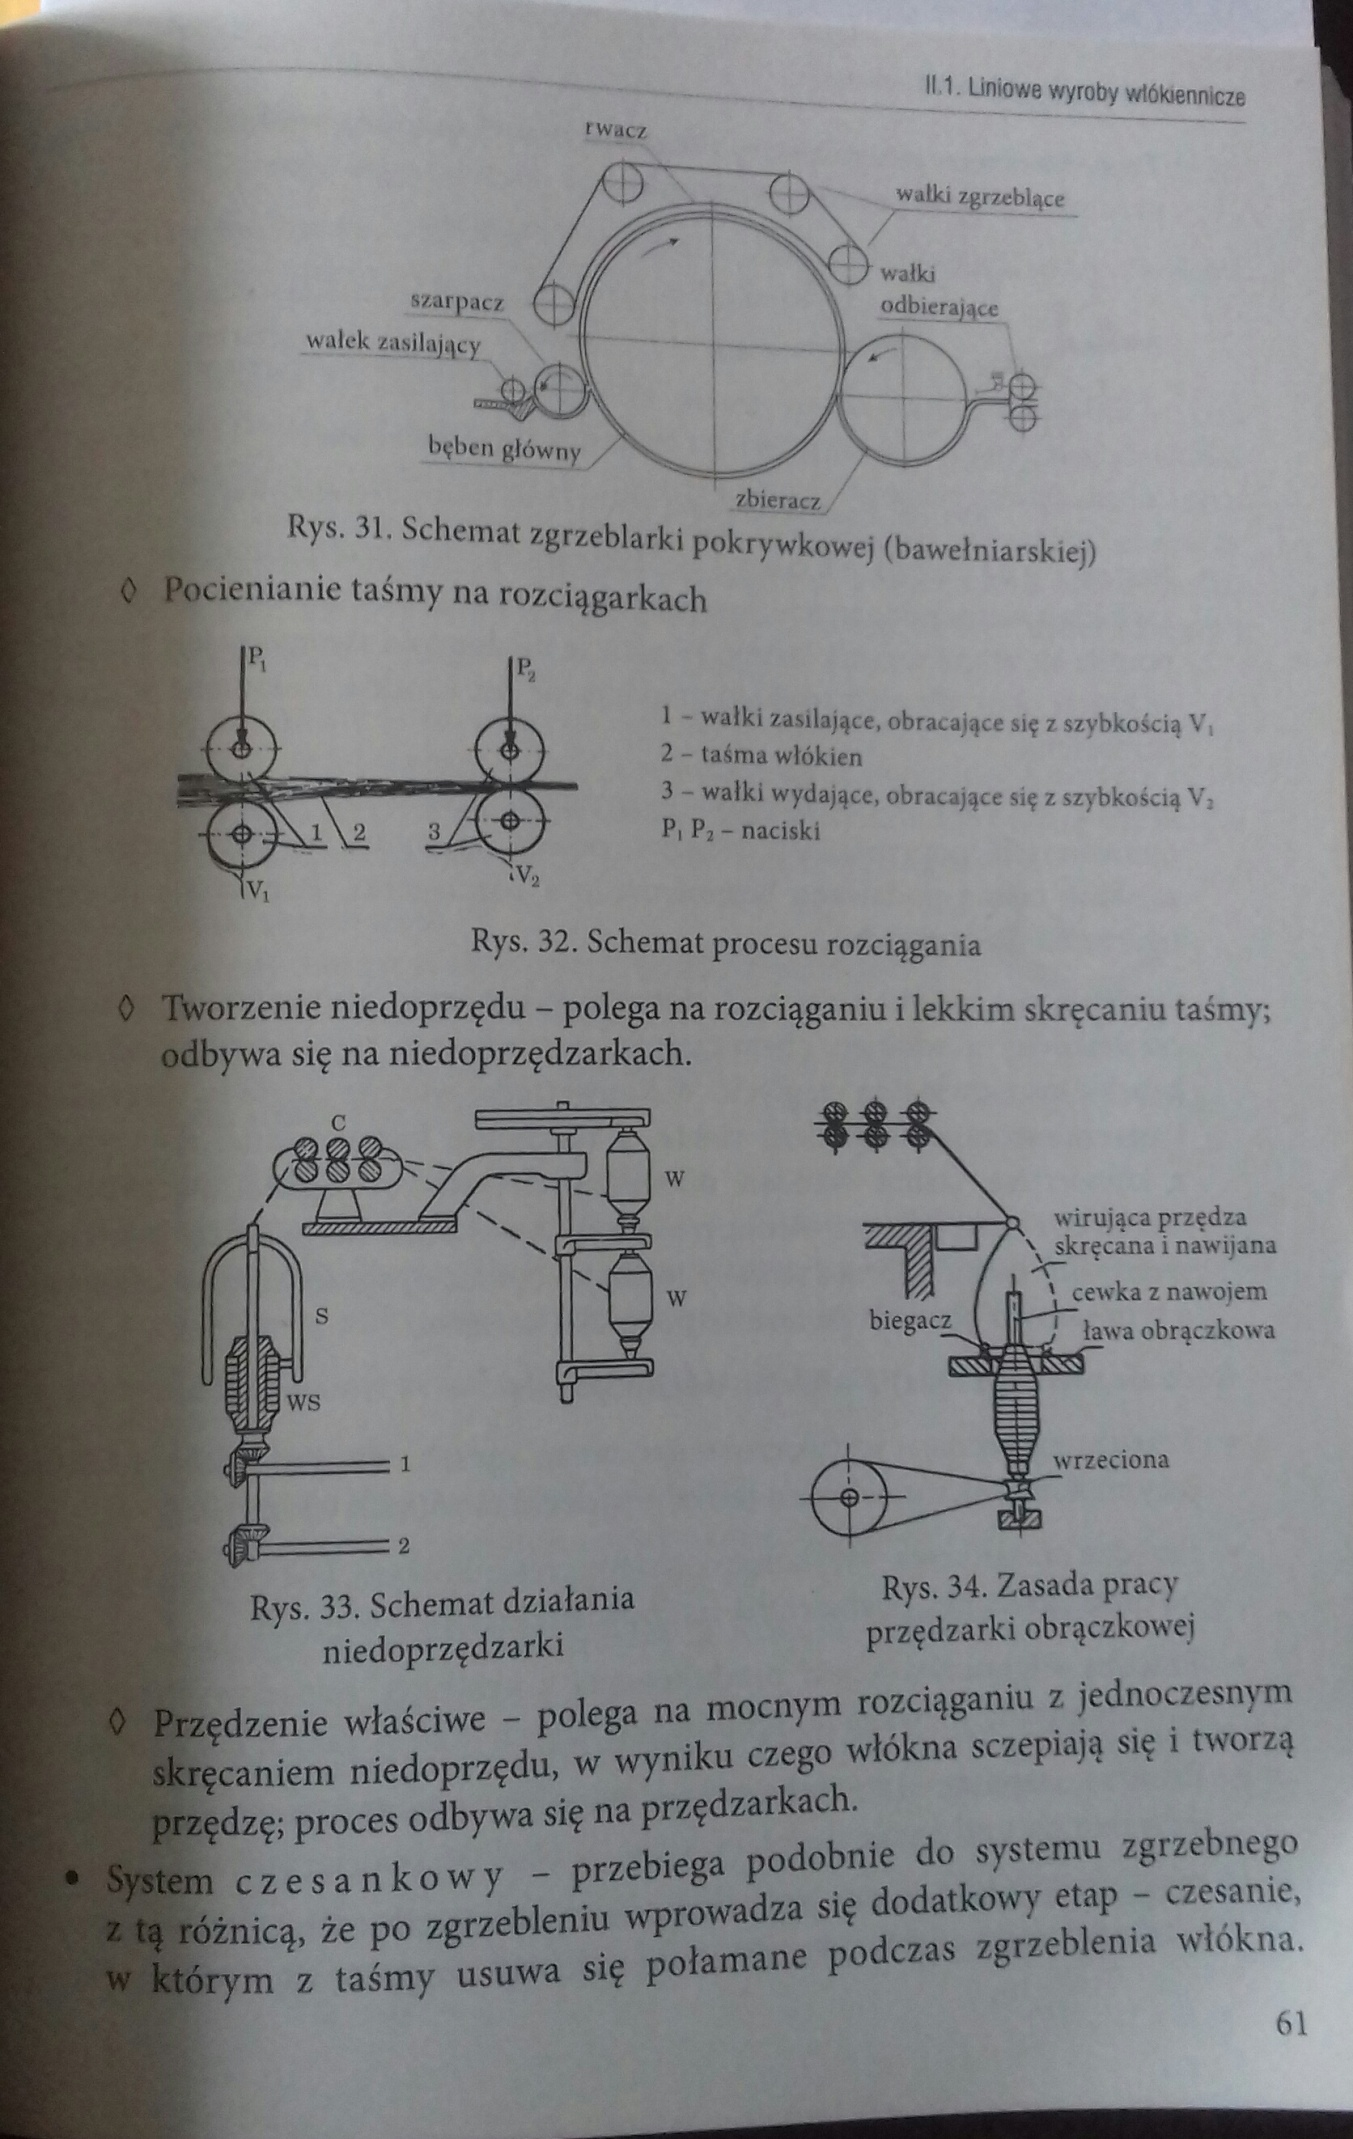 II.1. Liniowe wyroby włókiennicze
rwacz
wałki zgrzeblące
wałki
odbierające
szarpacz
wałek zasilający
bęben główny
zbieracz
Rys. 31. Schemat zgrzeblarki pokrywkowej (bawełniarskiej)
◊ Pocienianie taśmy na rozciągarkach
P₁
P₂
1 2 3
V₁
V₂
1 – wałki zasilające, obracające się z szybkością V₁
2 – taśma włókien
3 – wałki wydające, obracające się z szybkością V₂
P₁ P₂ – naciski
Rys. 32. Schemat procesu rozciągania
◊ Tworzenie niedoprzędu – polega na rozciąganiu i lekkim skręcaniu taśmy;
odbywa się na niedoprzędzarkach.
C
W
W
S
WS
1
2
Rys. 33. Schemat działania
niedoprzędzarki
wirująca przędza
skręcana i nawijana
cewka z nawojem
biegacz
ława obrączkowa
wrzeciona
Rys. 34. Zasada pracy
przędzarki obrączkowej
◊ Przędzenie właściwe – polega na mocnym rozciąganiu z jednoczesnym
skręcaniem niedoprzędu, w wyniku czego włókna sczepiają się i tworzą
przędzę; proces odbywa się na przędzarkach.
• System czesankowy – przebiega podobnie do systemu zgrzebnego
z tą różnicą, że po zgrzebleniu wprowadza się dodatkowy etap – czesanie,
w którym z taśmy usuwa się połamane podczas zgrzeblenia włókna.
61